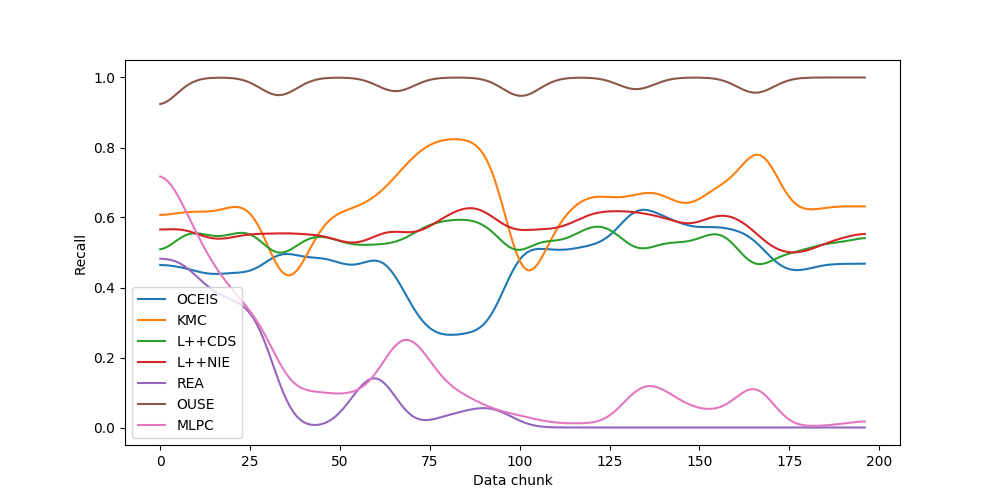 1.0
0.8
0.6
0.4
0.2
0.0
Recall
OCEIS
KMC
L++CDS
L++NIE
REA
OUSE
MLPC
0 25 50 75 100 125 150 175 200
Data chunk